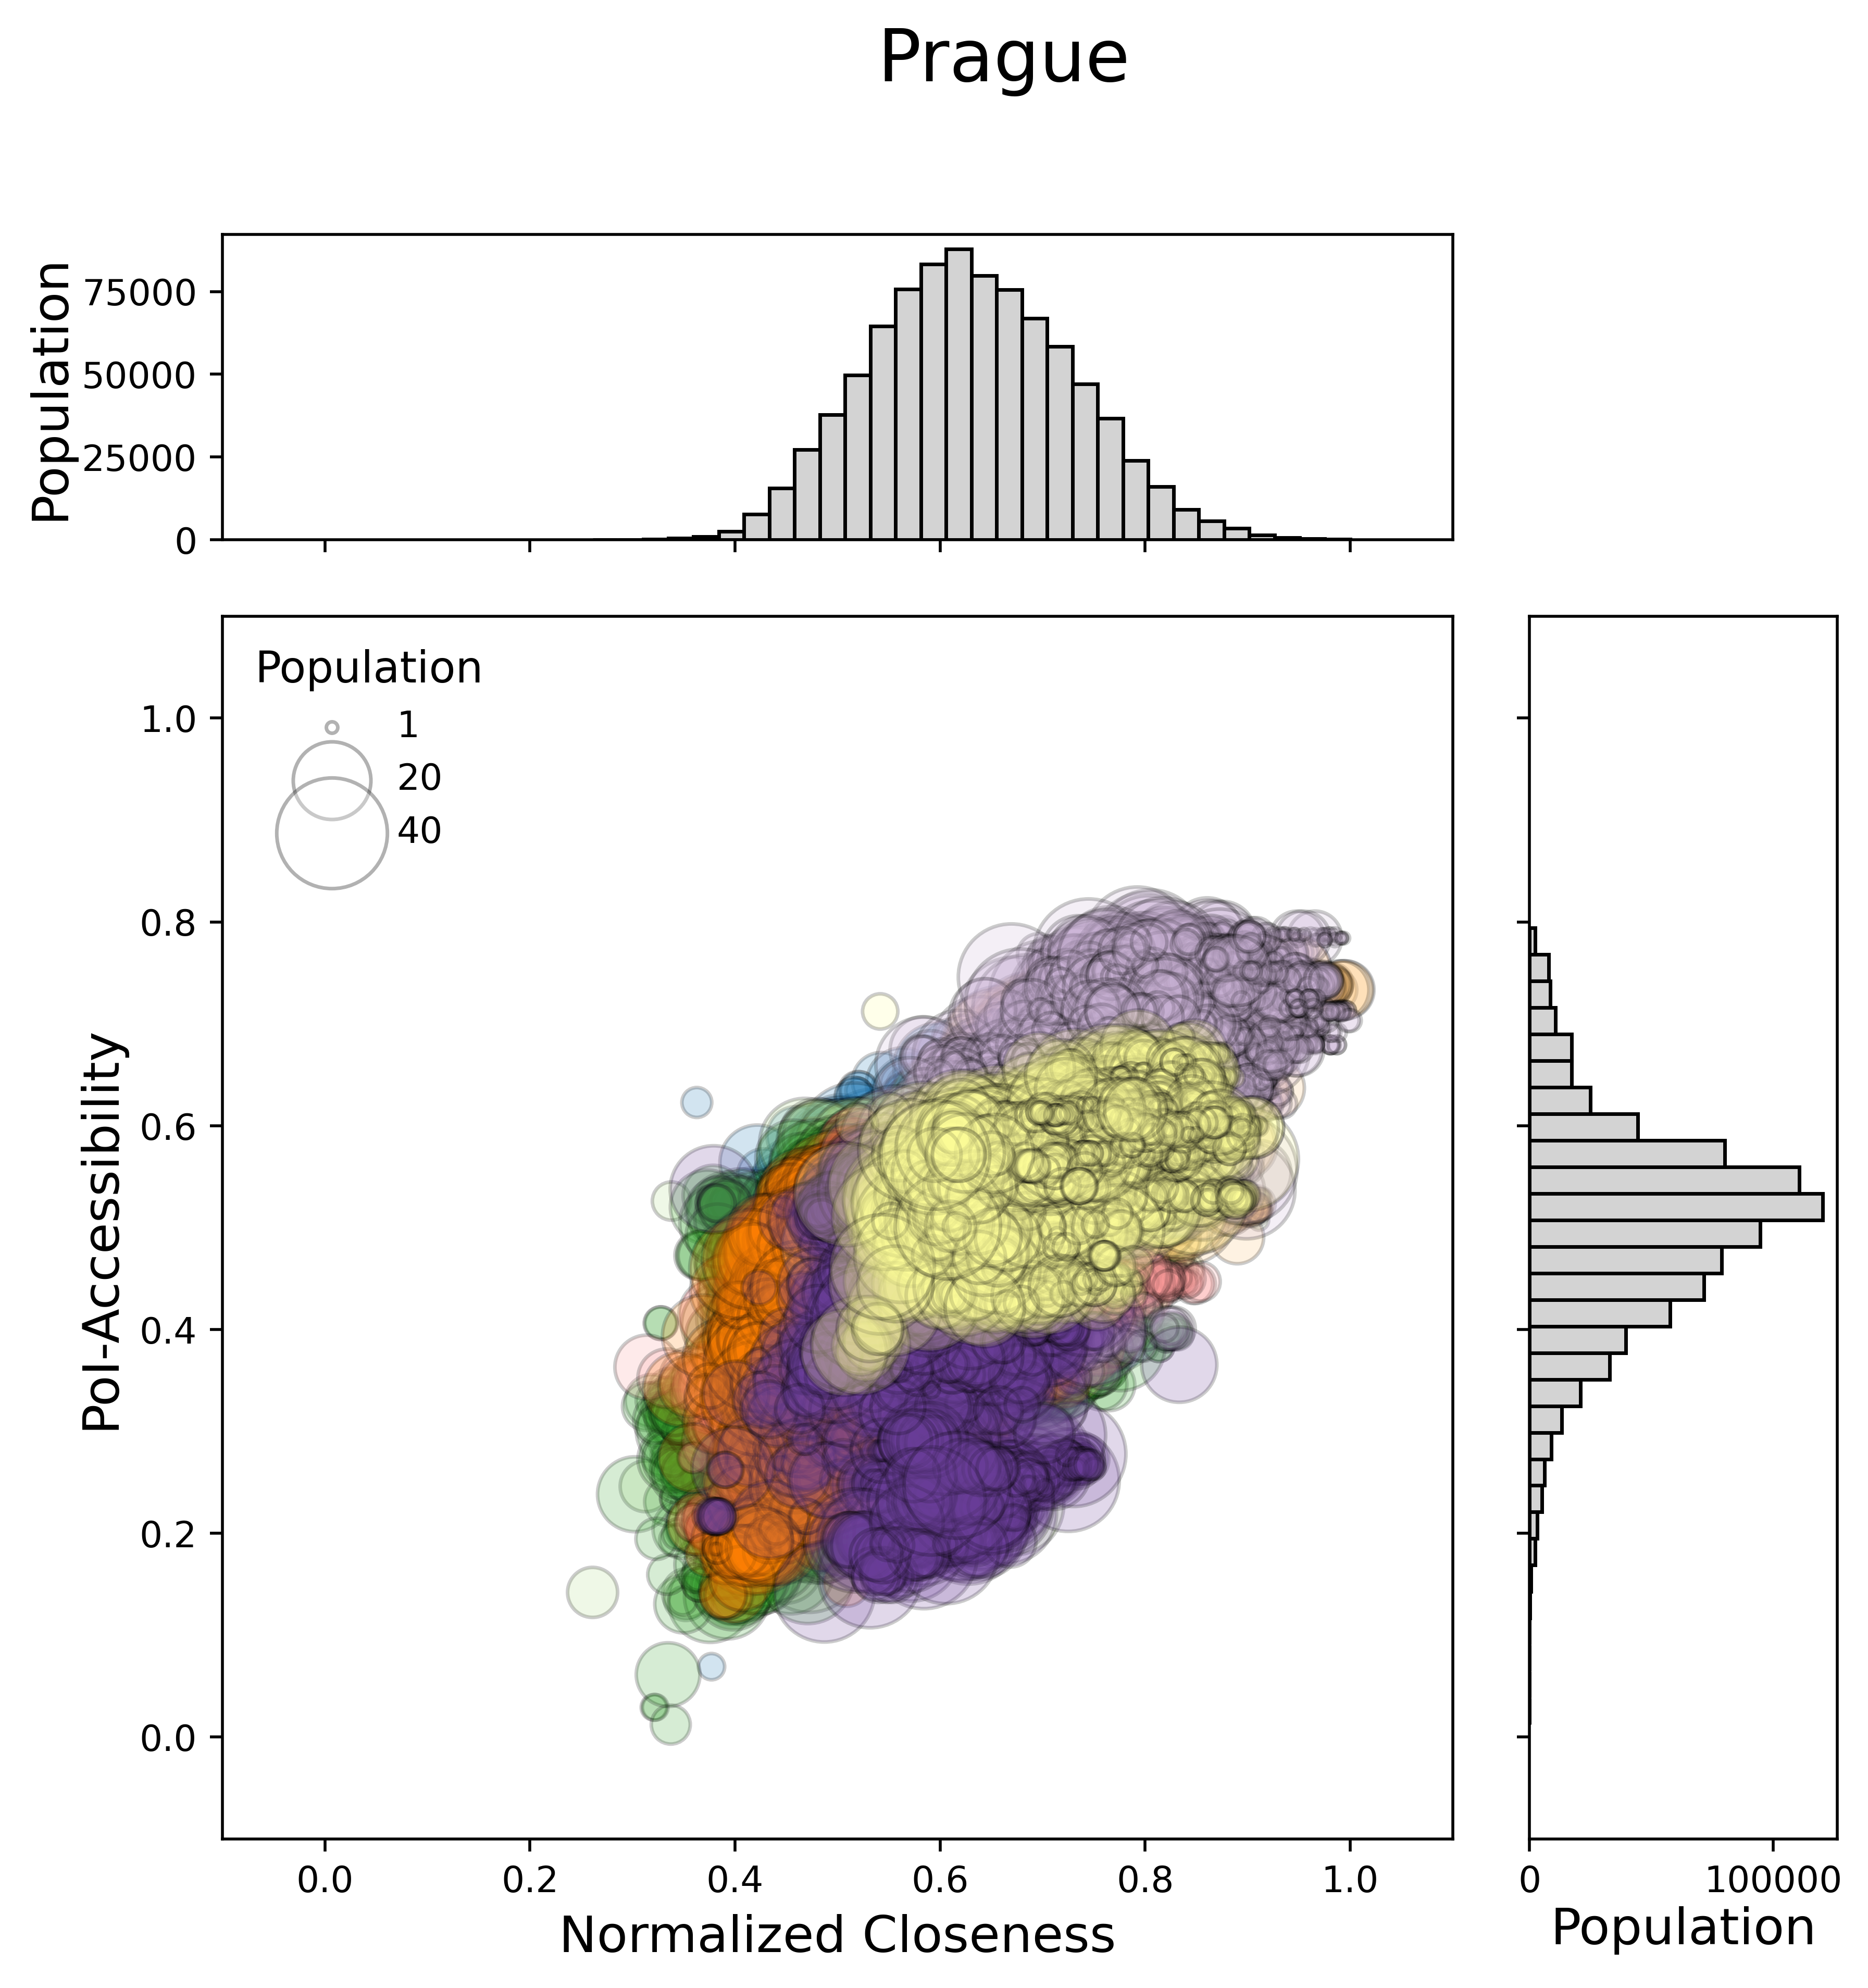 Prague
Population
75000
50000
25000
0
Population
1
20
40
PoI-Accessibility
1.0
0.8
0.6
0.4
0.2
0.0
0.0 0.2 0.4 0.6 0.8 1.0
Normalized Closeness
0 100000
Population